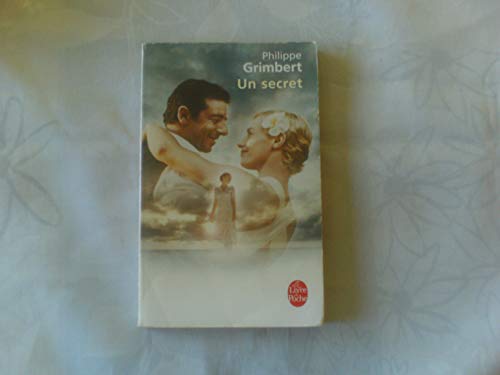 Philippe
Grimbert
Un secret
Le
Livre
de
Poche